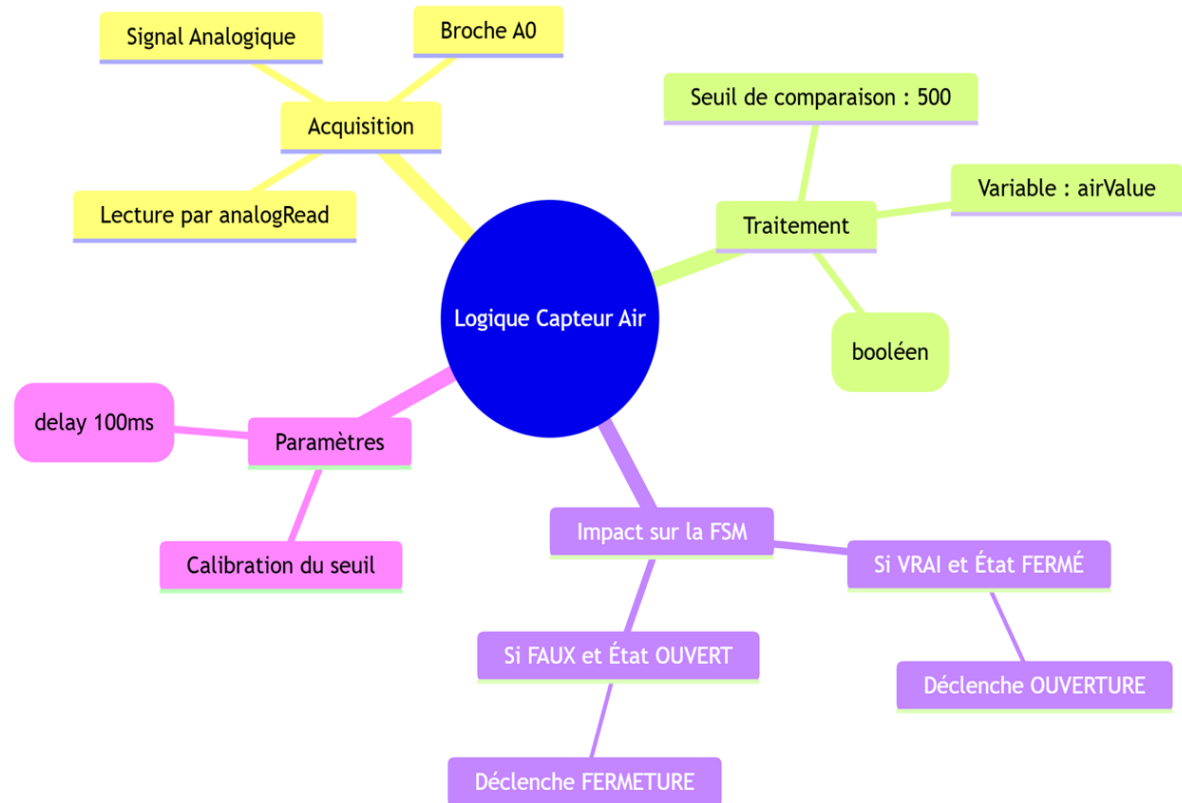 Signal Analogique
Broche A0
Acquisition
Lecture par analogRead
Seuil de comparaison : 500
Variable : airValue
Traitement
booléen
Logique Capteur Air
delay 100ms
Paramètres
Calibration du seuil
Impact sur la FSM
Si VRAI et État FERMÉ
Si FAUX et État OUVERT
Déclenche OUVERTURE
Déclenche FERMETURE